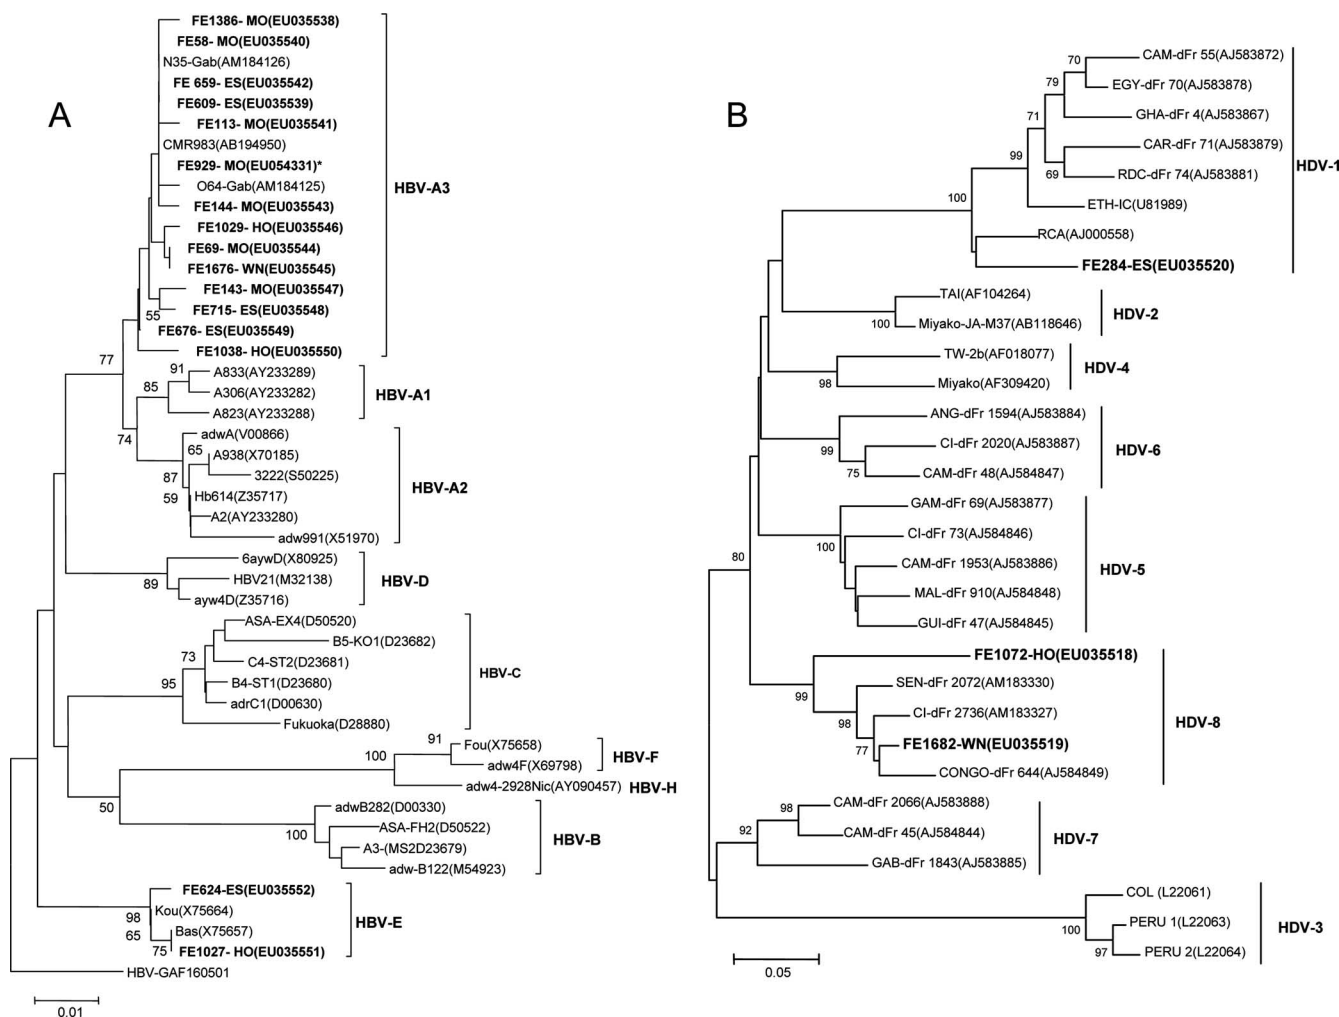 A
FE1386- MO(EU035538)
FE58- MO(EU035540)
N35-Gab(AM184126)
FE 659- ES(EU035542)
FE609- ES(EU035539)
FE113- MO(EU035541)
CMR983(AB194950)
FE929- MO(EU054331)*
O64-Gab(AM184125)
FE144- MO(EU035543)
FE1029- HO(EU035546)
FE69- MO(EU035544)
FE1676- WN(EU035545)
FE143- MO(EU035547)
FE715- ES(EU035548)
55
FE676- ES(EU035549)
FE1038- HO(EU035550)
HBV-A3
77
91
A833(AY233289)
85
A306(AY233282)
A823(AY233288)
HBV-A1
74
adwA(V00866)
65
A938(X70185)
87
3222(S50225)
59
Hb614(Z35717)
A2(AY233280)
adw991(X51970)
HBV-A2
6aywD(X80925)
89
HBV21(M32138)
ayw4D(Z35716)
HBV-D
ASA-EX4(D50520)
B5-KO1(D23682)
73
C4-ST2(D23681)
95
B4-ST1(D23680)
adrC1(D00630)
Fukuoka(D28880)
HBV-C
91
Fou(X75658)
100
adw4F(X69798)
HBV-F
adw4-2928Nic(AY090457)
HBV-H
50
adwB282(D00330)
100
ASA-FH2(D50522)
A3-(MS2D23679)
adw-B122(M54923)
HBV-B
FE624-ES(EU035552)
98
Kou(X75664)
65
Bas(X75657)
75
FE1027- HO(EU035551)
HBV-E
HBV-GAF160501
0.01
B
70
CAM-dFr 55(AJ583872)
79
EGY-dFr 70(AJ583878)
71
GHA-dFr 4(AJ583867)
99
CAR-dFr 71(AJ583879)
69
RDC-dFr 74(AJ583881)
100
ETH-IC(U81989)
RCA(AJ000558)
FE284-ES(EU035520)
HDV-1
TAI(AF104264)
100
Miyako-JA-M37(AB118646)
HDV-2
TW-2b(AF018077)
98
Miyako(AF309420)
HDV-4
ANG-dFr 1594(AJ583884)
99
CI-dFr 2020(AJ583887)
75
CAM-dFr 48(AJ584847)
HDV-6
GAM-dFr 69(AJ583877)
100
CI-dFr 73(AJ584846)
CAM-dFr 1953(AJ583886)
MAL-dFr 910(AJ584848)
GUI-dFr 47(AJ584845)
HDV-5
80
FE1072-HO(EU035518)
99
SEN-dFr 2072(AM183330)
98
CI-dFr 2736(AM183327)
77
FE1682-WN(EU035519)
CONGO-dFr 644(AJ584849)
HDV-8
98
CAM-dFr 2066(AJ583888)
92
CAM-dFr 45(AJ584844)
GAB-dFr 1843(AJ583885)
HDV-7
COL (L22061)
100
PERU 1(L22063)
97
PERU 2(L22064)
HDV-3
0.05